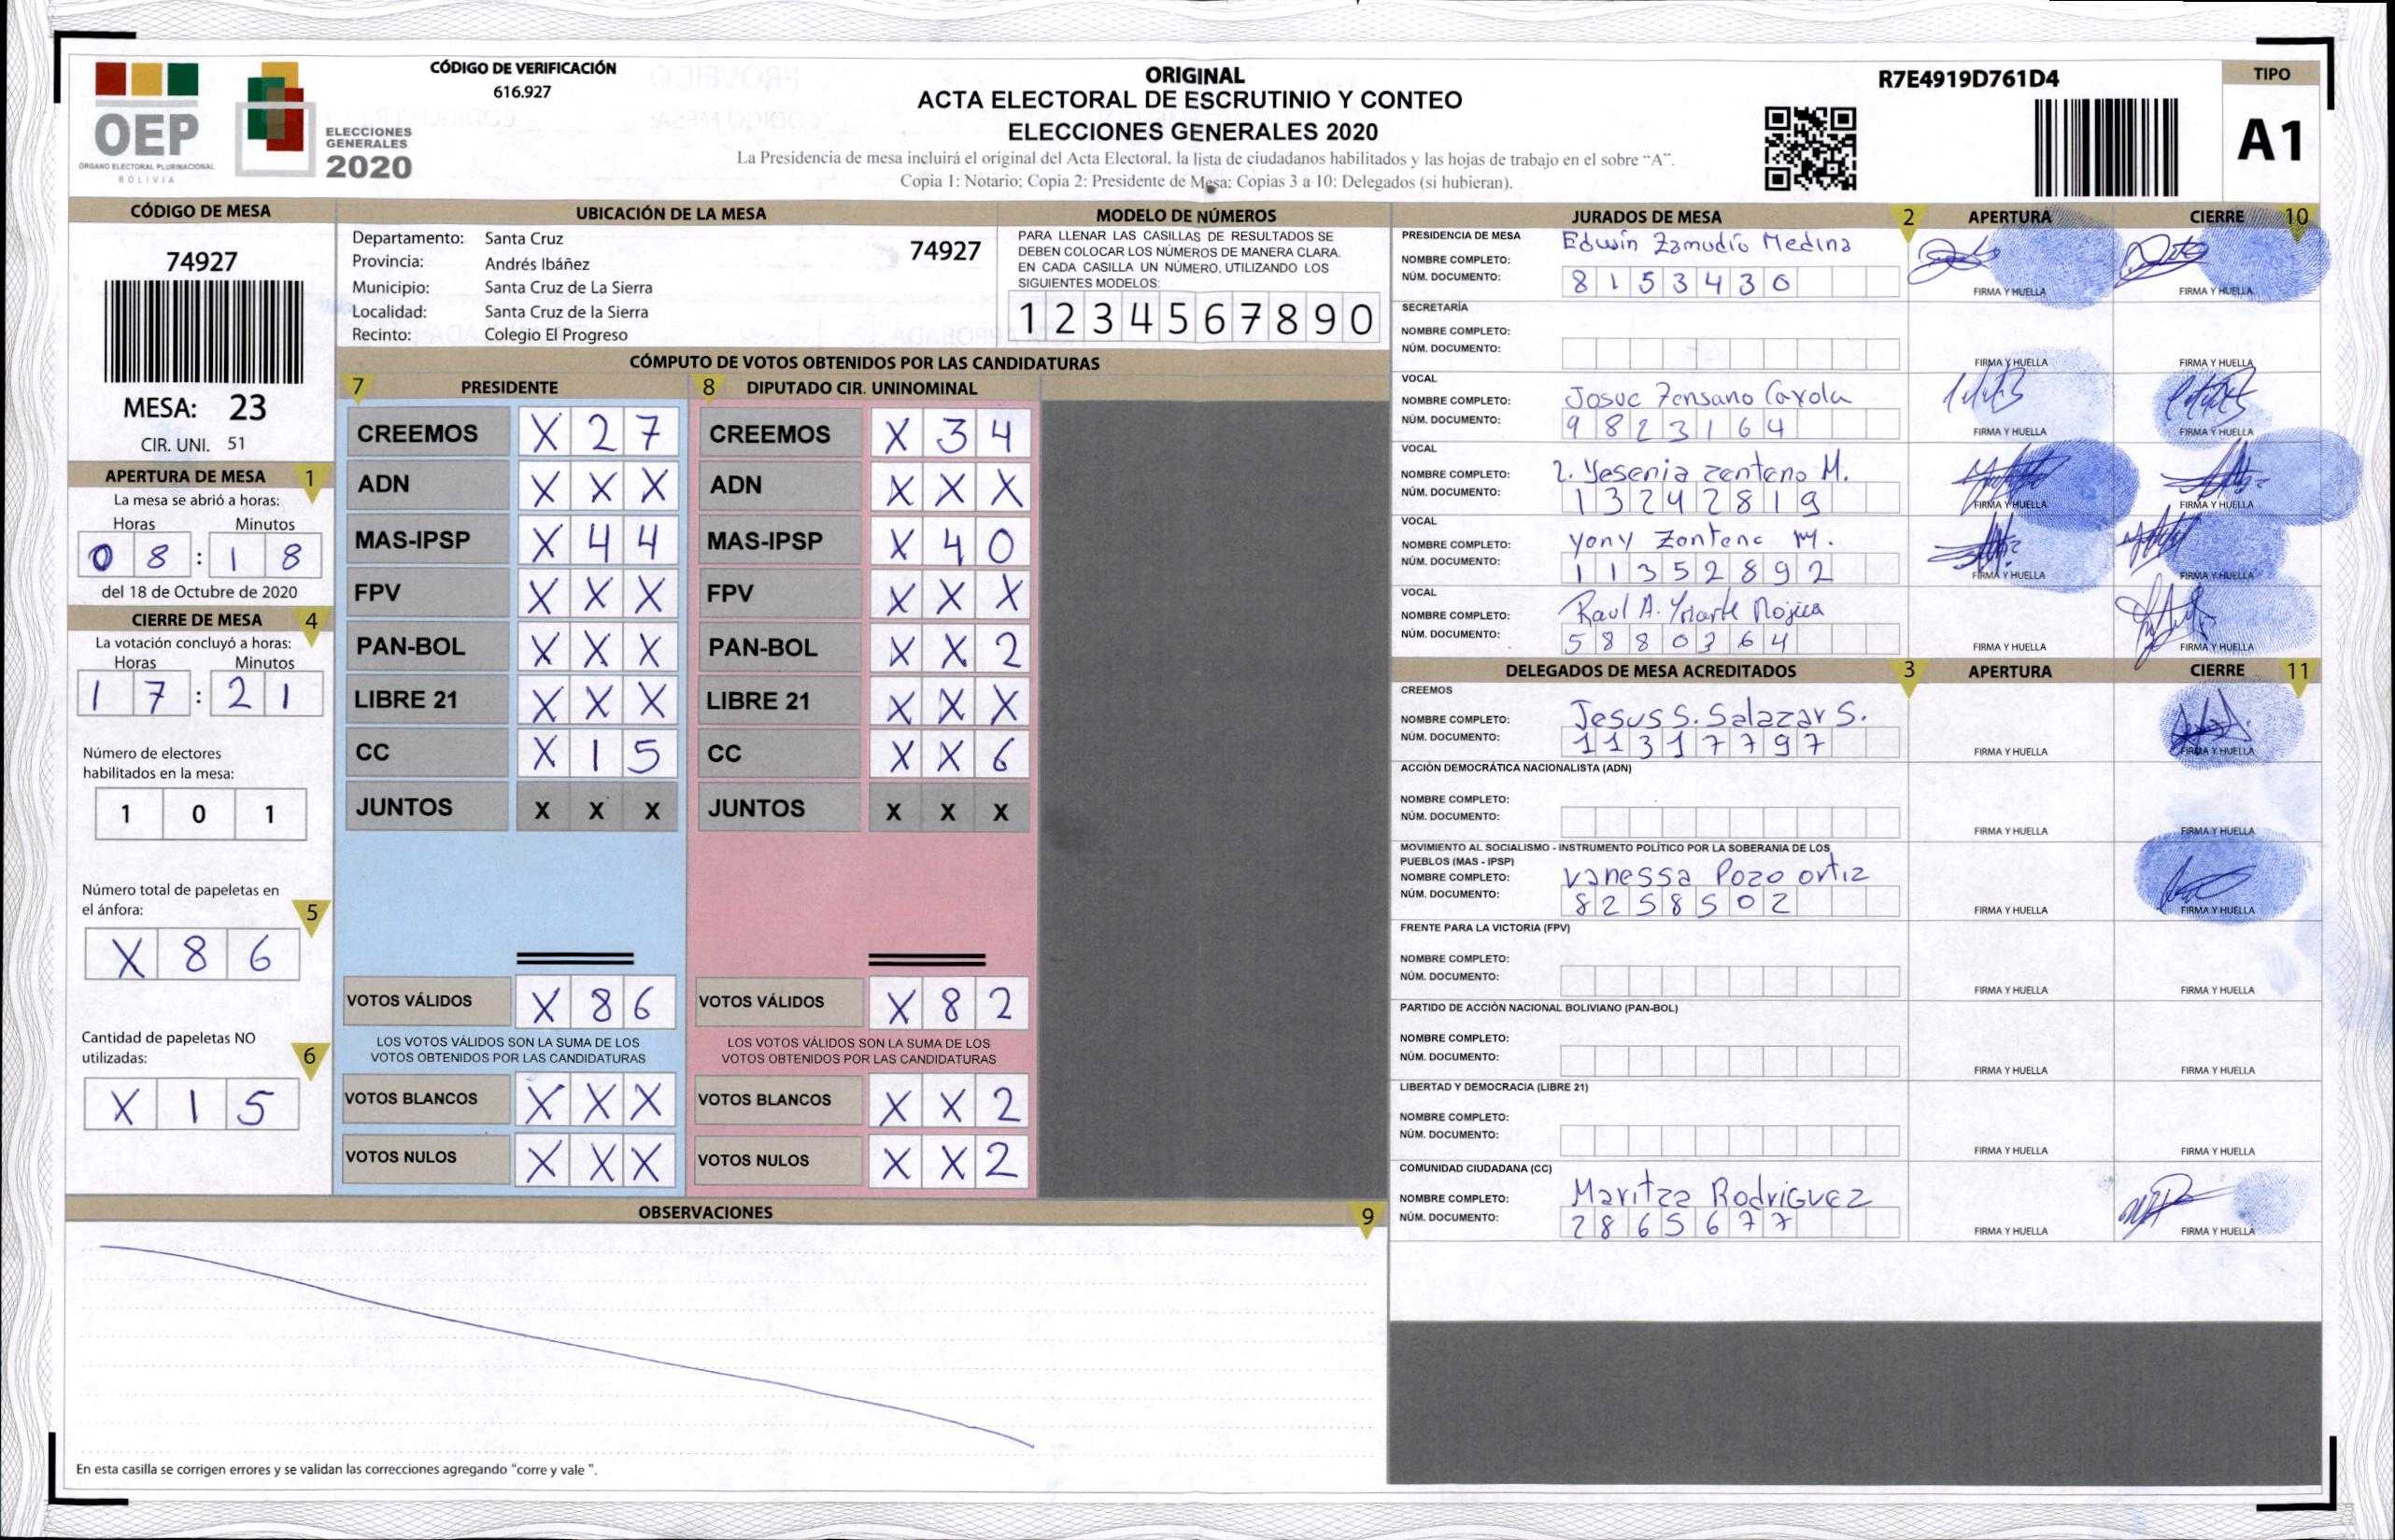 OEP
ÓRGANO ELECTORAL PLURINACIONAL
BOLIVIA
ELECCIONES
GENERALES
2020
CÓDIGO DE VERIFICACIÓN
616.927
ORIGINAL
ACTA ELECTORAL DE ESCRUTINIO Y CONTEO
ELECCIONES GENERALES 2020
La Presidencia de mesa incluirá el original del Acta Electoral, la lista de ciudadanos habilitados y las hojas de trabajo en el sobre "A".
Copia 1: Notario; Copia 2: Presidente de Mesa; Copias 3 a 10: Delegados (si hubieran).
R7E4919D761D4
TIPO
A1
CÓDIGO DE MESA
74927
MESA: 23
CIR. UNI. 51
APERTURA DE MESA 1
La mesa se abrió a horas:
Horas Minutos
0 8 : 1 8
del 18 de Octubre de 2020
CIERRE DE MESA 4
La votación concluyó a horas:
Horas Minutos
1 7 : 2 1
Número de electores
habilitados en la mesa:
1 0 1
Número total de papeletas en
el ánfora: 5
X 8 6
Cantidad de papeletas NO
utilizadas: 6
X 1 5
UBICACIÓN DE LA MESA
Departamento: Santa Cruz 74927
Provincia: Andrés Ibáñez
Municipio: Santa Cruz de La Sierra
Localidad: Santa Cruz de la Sierra
Recinto: Colegio El Progreso
MODELO DE NÚMEROS
PARA LLENAR LAS CASILLAS DE RESULTADOS SE
DEBEN COLOCAR LOS NÚMEROS DE MANERA CLARA.
EN CADA CASILLA UN NÚMERO, UTILIZANDO LOS
SIGUIENTES MODELOS:
1 2 3 4 5 6 7 8 9 0
CÓMPUTO DE VOTOS OBTENIDOS POR LAS CANDIDATURAS
7 PRESIDENTE
CREEMOS X 2 7
ADN X X X
MAS-IPSP X 4 4
FPV X X X
PAN-BOL X X X
LIBRE 21 X X X
CC X 1 5
JUNTOS X X X
VOTOS VÁLIDOS X 8 6
LOS VOTOS VÁLIDOS SON LA SUMA DE LOS
VOTOS OBTENIDOS POR LAS CANDIDATURAS
VOTOS BLANCOS X X X
VOTOS NULOS X X X
8 DIPUTADO CIR. UNINOMINAL
CREEMOS X 3 4
ADN X X X
MAS-IPSP X 4 0
FPV X X X
PAN-BOL X X 2
LIBRE 21 X X X
CC X X 6
JUNTOS X X X
VOTOS VÁLIDOS X 8 2
LOS VOTOS VÁLIDOS SON LA SUMA DE LOS
VOTOS OBTENIDOS POR LAS CANDIDATURAS
VOTOS BLANCOS X X 2
VOTOS NULOS X X 2
OBSERVACIONES 9
En esta casilla se corrigen errores y se validan las correcciones agregando "corre y vale ".
JURADOS DE MESA 2 APERTURA CIERRE 10
PRESIDENCIA DE MESA
NOMBRE COMPLETO: Edwin Zamudio Medina
NÚM. DOCUMENTO: 8 1 5 3 4 3 0
FIRMA Y HUELLA FIRMA Y HUELLA
SECRETARÍA
NOMBRE COMPLETO:
NÚM. DOCUMENTO:
FIRMA Y HUELLA FIRMA Y HUELLA
VOCAL
NOMBRE COMPLETO: Josue
NÚM. DOCUMENTO: 9 8 2 3 1 6 4
FIRMA Y HUELLA FIRMA Y HUELLA
VOCAL
NOMBRE COMPLETO: Yesenia zenteno M.
NÚM. DOCUMENTO: 1 3 2 4 2 8 1 9
FIRMA Y HUELLA FIRMA Y HUELLA
VOCAL
NOMBRE COMPLETO: Yony M.
NÚM. DOCUMENTO: 1 1 3 5 2 8 9 2
FIRMA Y HUELLA FIRMA Y HUELLA
VOCAL
NOMBRE COMPLETO: Raul A. Mojica
NÚM. DOCUMENTO: 5 8 8 0 3 6 4
FIRMA Y HUELLA FIRMA Y HUELLA
DELEGADOS DE MESA ACREDITADOS 3 APERTURA CIERRE 11
CREEMOS
NOMBRE COMPLETO: Jesus S. Salazar S.
NÚM. DOCUMENTO: 1 1 3 1 7 7 9 7
FIRMA Y HUELLA FIRMA Y HUELLA
ACCIÓN DEMOCRÁTICA NACIONALISTA (ADN)
NOMBRE COMPLETO:
NÚM. DOCUMENTO:
FIRMA Y HUELLA FIRMA Y HUELLA
MOVIMIENTO AL SOCIALISMO - INSTRUMENTO POLÍTICO POR LA SOBERANIA DE LOS
PUEBLOS (MAS - IPSP)
NOMBRE COMPLETO: Vanessa Pozo Ortiz
NÚM. DOCUMENTO: 8 2 5 8 5 0 2
FIRMA Y HUELLA FIRMA Y HUELLA
FRENTE PARA LA VICTORIA (FPV)
NOMBRE COMPLETO:
NÚM. DOCUMENTO:
FIRMA Y HUELLA FIRMA Y HUELLA
PARTIDO DE ACCIÓN NACIONAL BOLIVIANO (PAN-BOL)
NOMBRE COMPLETO:
NÚM. DOCUMENTO:
FIRMA Y HUELLA FIRMA Y HUELLA
LIBERTAD Y DEMOCRACIA (LIBRE 21)
NOMBRE COMPLETO:
NÚM. DOCUMENTO:
FIRMA Y HUELLA FIRMA Y HUELLA
COMUNIDAD CIUDADANA (CC)
NOMBRE COMPLETO: Maritza Rodriguez
NÚM. DOCUMENTO: 2 8 6 5 6 7 7
FIRMA Y HUELLA FIRMA Y HUELLA